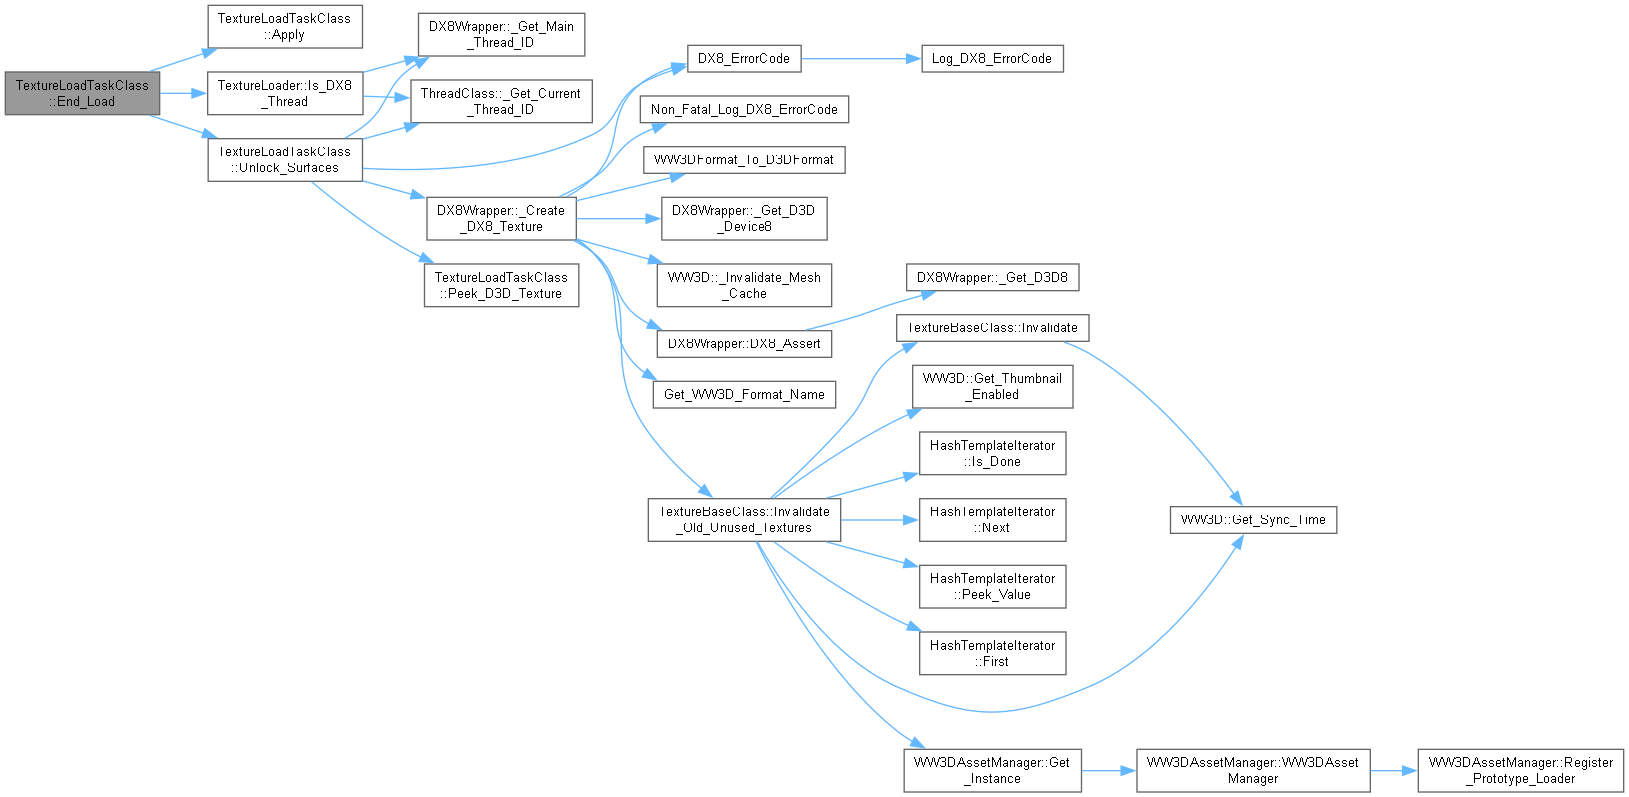 TextureLoadTaskClass
::End_Load
TextureLoadTaskClass
::Apply
TextureLoader::Is_DX8
_Thread
TextureLoadTaskClass
::Unlock_Surfaces
DX8Wrapper::_Get_Main
_Thread_ID
ThreadClass::_Get_Current
_Thread_ID
DX8Wrapper::_Create
_DX8_Texture
TextureLoadTaskClass
::Peek_D3D_Texture
DX8_ErrorCode
Log_DX8_ErrorCode
Non_Fatal_Log_DX8_ErrorCode
WW3DFormat_To_D3DFormat
DX8Wrapper::_Get_D3D
_Device8
WW3D::_Invalidate_Mesh
_Cache
DX8Wrapper::DX8_Assert
Get_WW3D_Format_Name
TextureBaseClass::Invalidate
_Old_Unused_Textures
DX8Wrapper::_Get_D3D8
TextureBaseClass::Invalidate
WW3D::Get_Thumbnail
_Enabled
HashTemplateIterator
::Is_Done
HashTemplateIterator
::Next
HashTemplateIterator
::Peek_Value
HashTemplateIterator
::First
WW3D::Get_Sync_Time
WW3DAssetManager::Get
_Instance
WW3DAssetManager::WW3DAsset
Manager
WW3DAssetManager::Register
_Prototype_Loader